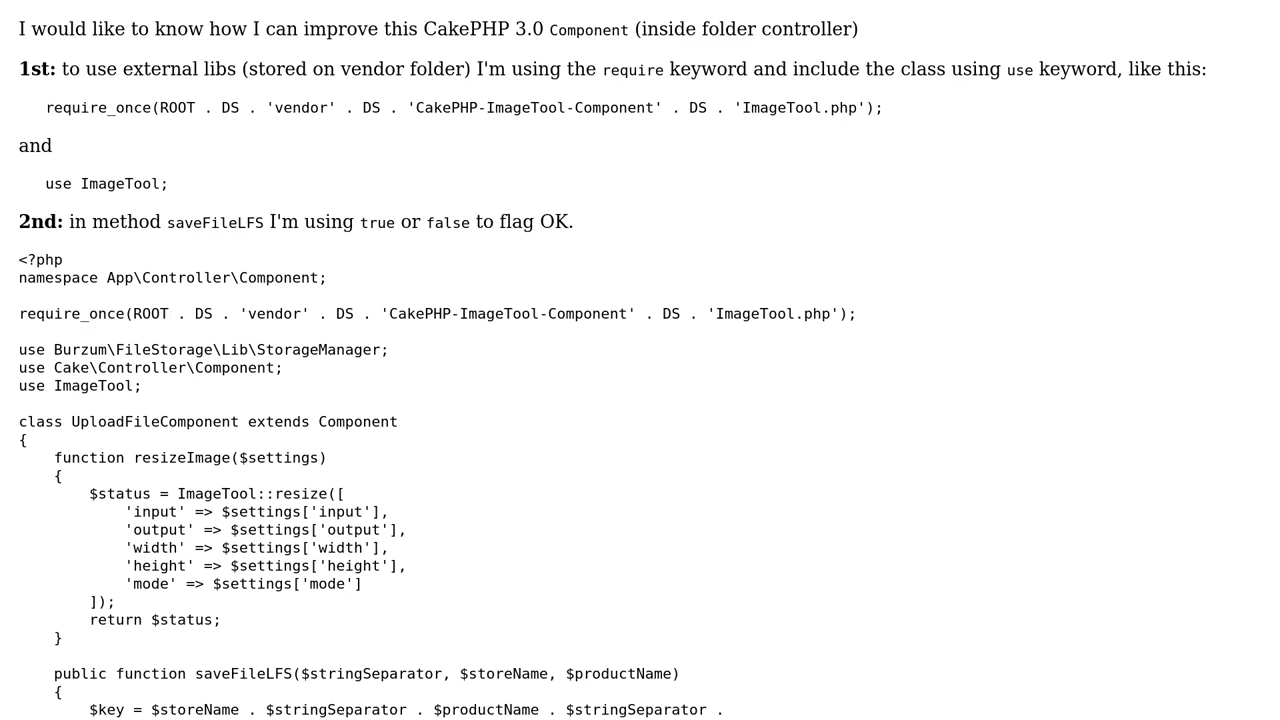 I would like to know how I can improve this CakePHP 3.0 Component (inside folder controller)
1st: to use external libs (stored on vendor folder) I'm using the require keyword and include the class using use keyword, like this:
require_once(ROOT . DS . 'vendor' . DS . 'CakePHP-ImageTool-Component' . DS . 'ImageTool.php');
and
use ImageTool;
2nd: in method saveFileLFS I'm using true or false to flag OK.
<?php
namespace App\Controller\Component;
require_once(ROOT . DS . 'vendor' . DS . 'CakePHP-ImageTool-Component' . DS . 'ImageTool.php');
use Burzum\FileStorage\Lib\StorageManager;
use Cake\Controller\Component;
use ImageTool;
class UploadFileComponent extends Component
{
    function resizeImage($settings)
    {
        $status = ImageTool::resize([
            'input' => $settings['input'],
            'output' => $settings['output'],
            'width' => $settings['width'],
            'height' => $settings['height'],
            'mode' => $settings['mode']
        ]);
        return $status;
    }
    public function saveFileLFS($stringSeparator, $storeName, $productName)
    {
        $key = $storeName . $stringSeparator . $productName . $stringSeparator .